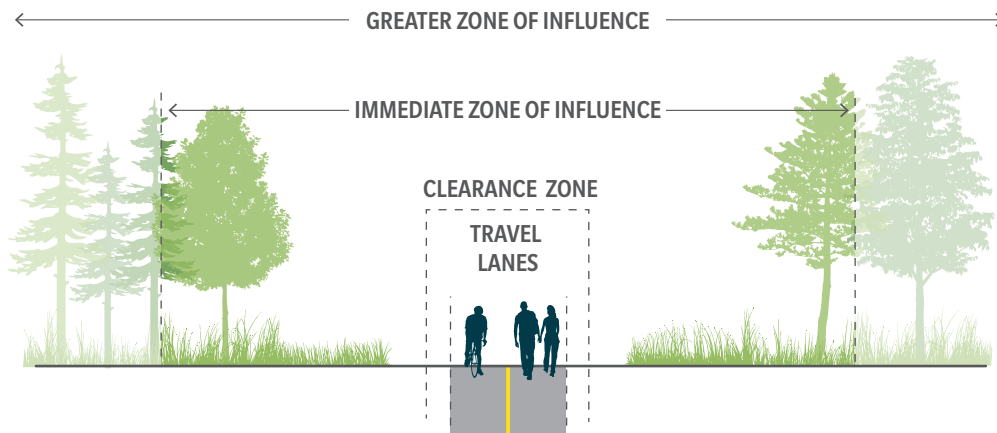 GREATER ZONE OF INFLUENCE
IMMEDIATE ZONE OF INFLUENCE
CLEARANCE ZONE
TRAVEL
LANES